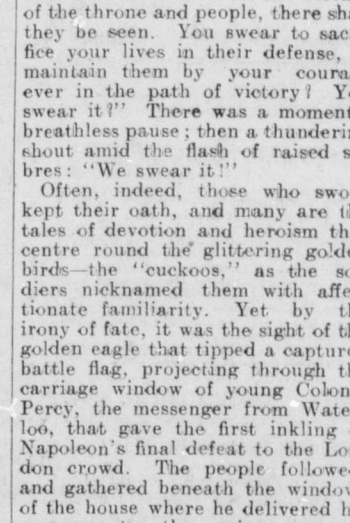 of the throne and people, there sha
they be seen. You swear to sac
fice your lives in their defense,
maintain them by your coura
ever in the path of victory? Y
swear it?" There was a moment
breathless pause; then a thunderin
shout amid the flash of raised s
bres: "We swear it!"
Often, indeed, those who swo
kept their oath, and many are t
tales of devotion and heroism th
centre round the glittering golde
birds—the "cuckoos," as the so
diers nicknamed them with affe
tionate familiarity. Yet by t
irony of fate, it was the sight of t
golden eagle that tipped a capture
battle flag, projecting through t
carriage window of young Colon
Percy, the messenger from Wate
loo, that gave the first inkling
Napoleon's final defeat to the Lo
don crowd. The people followe
and gathered beneath the window
of the house where he delivered h